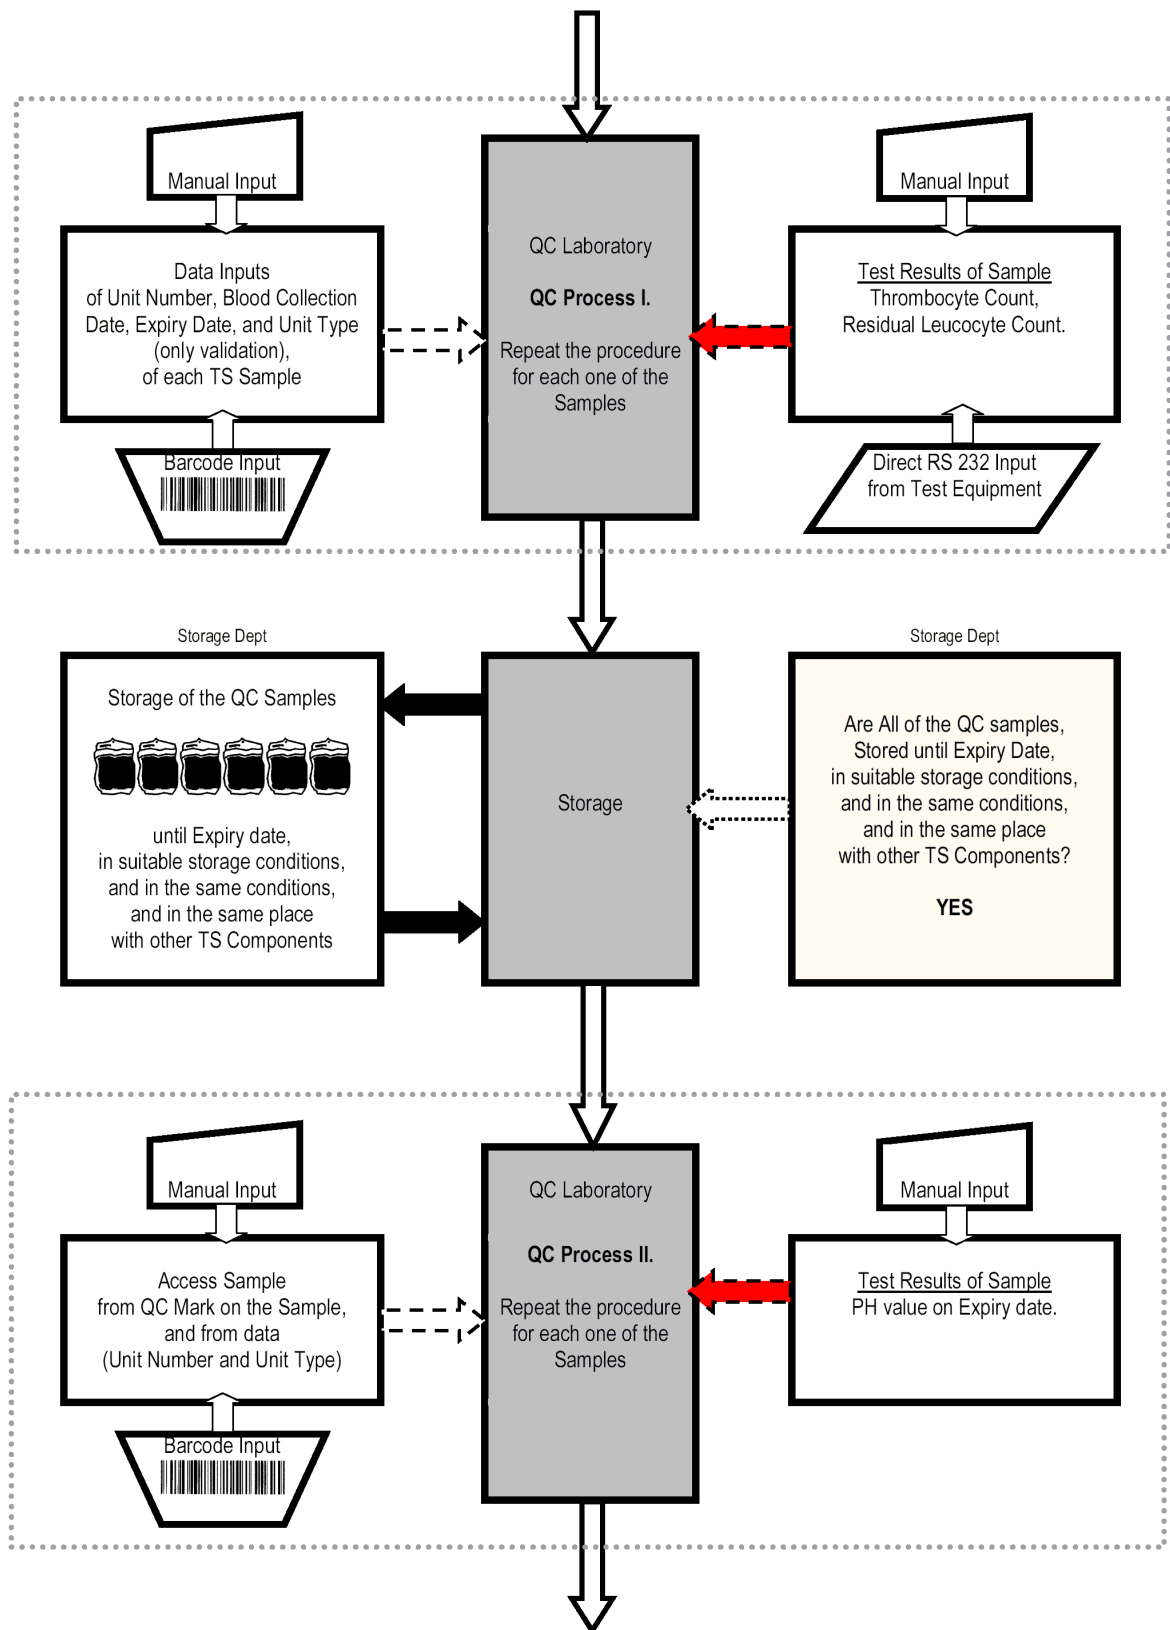 Manual Input
Data Inputs
of Unit Number, Blood Collection
Date, Expiry Date, and Unit Type
(only validation),
of each TS Sample
Barcode Input
QC Laboratory
QC Process I.
Repeat the procedure
for each one of the
Samples
Manual Input
Test Results of Sample
Thrombocyte Count,
Residual Leucocyte Count.
Direct RS 232 Input
from Test Equipment
Storage Dept
Storage of the QC Samples
until Expiry date,
in suitable storage conditions,
and in the same conditions,
and in the same place
with other TS Components
Storage
Storage Dept
Are All of the QC samples,
Stored until Expiry Date,
in suitable storage conditions,
and in the same conditions,
and in the same place
with other TS Components?
YES
Manual Input
Access Sample
from QC Mark on the Sample,
and from data
(Unit Number and Unit Type)
Barcode Input
QC Laboratory
QC Process II.
Repeat the procedure
for each one of the
Samples
Manual Input
Test Results of Sample
PH value on Expiry date.